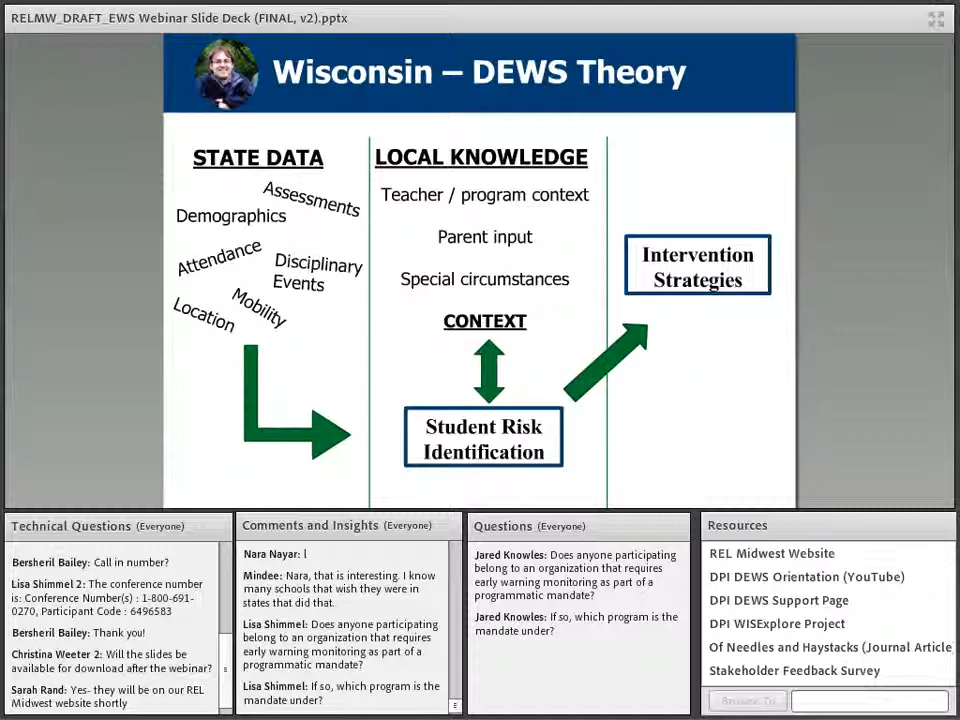 RELMW_DRAFT_EWS Webinar Slide Deck (FINAL, v2).pptx
Wisconsin – DEWS Theory
STATE DATA
Assessments
Demographics
Attendance
Disciplinary
Events
Mobility
Location
LOCAL KNOWLEDGE
Teacher / program context
Parent input
Special circumstances
CONTEXT
Student Risk
Identification
Intervention
Strategies
Technical Questions (Everyone)
Bersheril Bailey: Call in number?
Lisa Shimmel 2: The conference number
is: Conference Number(s) : 1-800-691-
0270, Participant Code : 6496583
Bersheril Bailey: Thank you!
Christina Weeter 2: Will the slides be
available for download after the webinar?
Sarah Rand: Yes- they will be on our REL
Midwest website shortly
Comments and Insights (Everyone)
Nara Nayar: l
Mindee: Nara, that is interesting. I know
many schools that wish they were in
states that did that.
Lisa Shimmel: Does anyone participating
belong to an organization that requires
early warning monitoring as part of a
programmatic mandate?
Lisa Shimmel: If so, which program is the
mandate under?
Questions (Everyone)
Jared Knowles: Does anyone participating
belong to an organization that requires
early warning monitoring as part of a
programmatic mandate?
Jared Knowles: If so, which program is the
mandate under?
Resources
REL Midwest Website
DPI DEWS Orientation (YouTube)
DPI DEWS Support Page
DPI WISExplore Project
Of Needles and Haystacks (Journal Article
Stakeholder Feedback Survey
Browse To